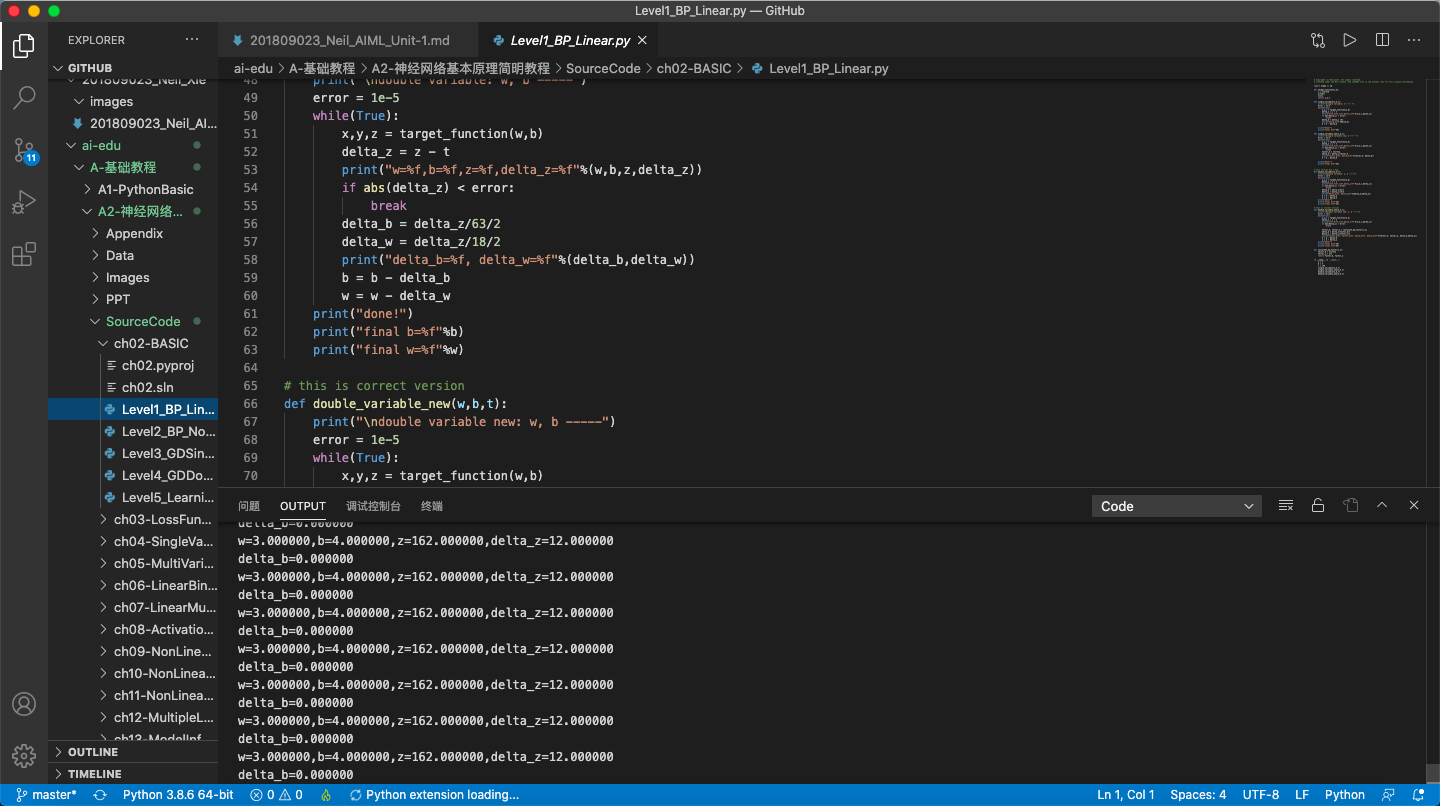 Level1_BP_Linear.py — GitHub
EXPLORER
GITHUB
201809023_Neil_Xie
images
201809023_Neil_AI...
ai-edu
A-基础教程
A1-PythonBasic
A2-神经网络...
Appendix
Data
Images
PPT
SourceCode
ch02-BASIC
ch02.pyproj
ch02.sln
Level1_BP_Lin...
Level2_BP_No...
Level3_GDSin...
Level4_GDDo...
Level5_Learni...
ch03-LossFun...
ch04-SingleVa...
ch05-MultiVari...
ch06-LinearBin...
ch07-LinearMu...
ch08-Activatio...
ch09-NonLine...
ch10-NonLinea...
ch11-NonLinea...
ch12-MultipleL...
ch13-ModelInf...
OUTLINE
TIMELINE
11
201809023_Neil_AIML_Unit-1.md
Level1_BP_Linear.py
ai-edu > A-基础教程 > A2-神经网络基本原理简明教程 > SourceCode > ch02-BASIC > Level1_BP_Linear.py
48 print("\ndouble variable: w, b -----")
49 error = 1e-5
50 while(True):
51 x,y,z = target_function(w,b)
52 delta_z = z - t
53 print("w=%f,b=%f,z=%f,delta_z=%f"%(w,b,z,delta_z))
54 if abs(delta_z) < error:
55 break
56 delta_b = delta_z/63/2
57 delta_w = delta_z/18/2
58 print("delta_b=%f, delta_w=%f"%(delta_b,delta_w))
59 b = b - delta_b
60 w = w - delta_w
61 print("done!")
62 print("final b=%f"%b)
63 print("final w=%f"%w)
64
65 # this is correct version
66 def double_variable_new(w,b,t):
67 print("\ndouble variable new: w, b -----")
68 error = 1e-5
69 while(True):
70 x,y,z = target_function(w,b)
问题 OUTPUT 调试控制台 终端 Code
delta_b=0.000000
w=3.000000,b=4.000000,z=162.000000,delta_z=12.000000
delta_b=0.000000
w=3.000000,b=4.000000,z=162.000000,delta_z=12.000000
delta_b=0.000000
w=3.000000,b=4.000000,z=162.000000,delta_z=12.000000
delta_b=0.000000
w=3.000000,b=4.000000,z=162.000000,delta_z=12.000000
delta_b=0.000000
w=3.000000,b=4.000000,z=162.000000,delta_z=12.000000
delta_b=0.000000
w=3.000000,b=4.000000,z=162.000000,delta_z=12.000000
delta_b=0.000000
w=3.000000,b=4.000000,z=162.000000,delta_z=12.000000
delta_b=0.000000
master* Python 3.8.6 64-bit 0 0 Python extension loading... Ln 1, Col 1 Spaces: 4 UTF-8 LF Python